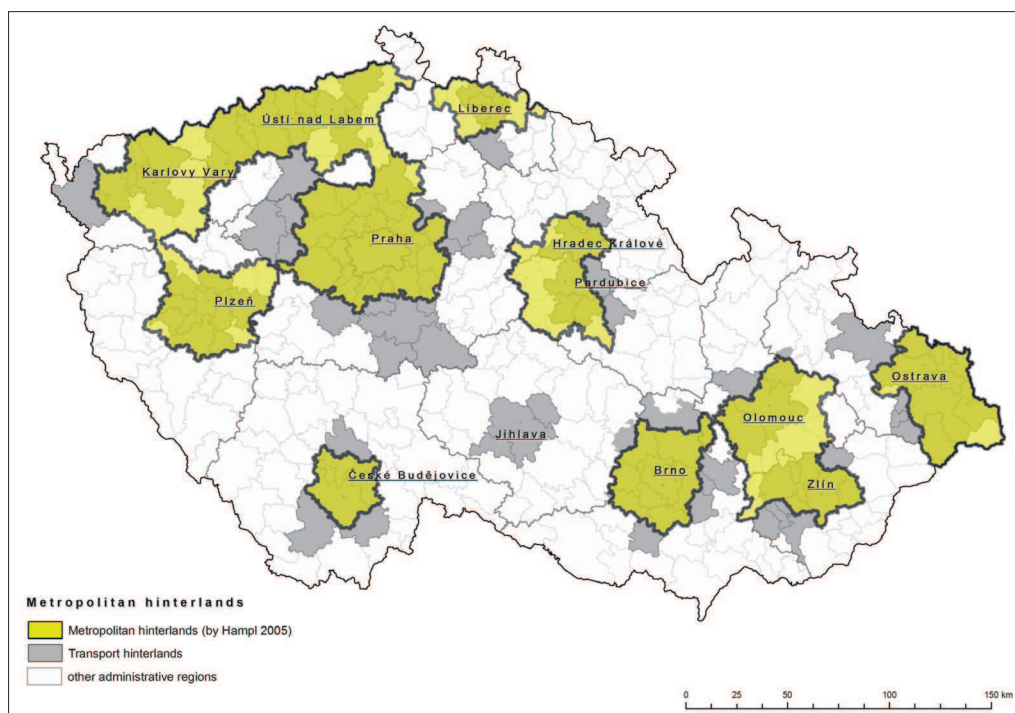 Liberec
Ústí nad Labem
Karlovy Vary
Praha
Hradec Králové
Pardubice
Plzeň
Ostrava
Olomouc
Jihlava
Brno
České Budějovice
Zlín
Metropolitan hinterlands
Metropolitan hinterlands (by Hampl 2005)
Transport hinterlands
other administrative regions
0 25 50 100 150 km